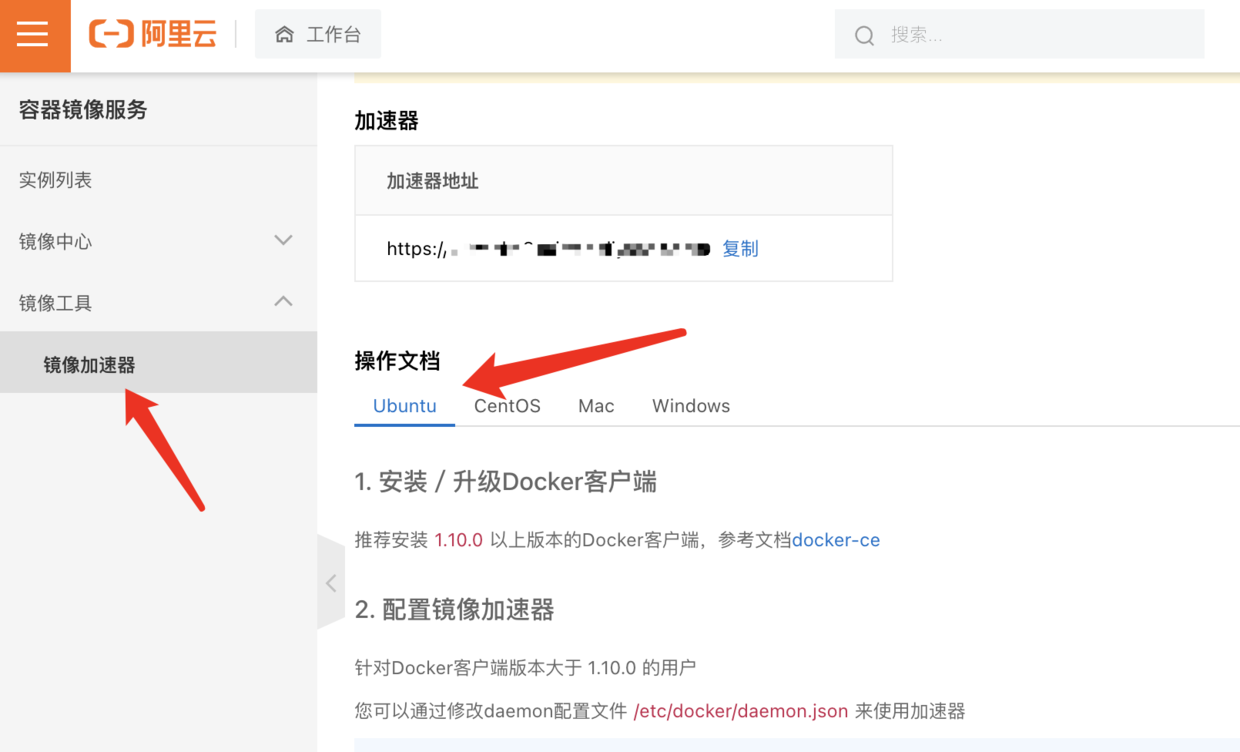 阿里云
工作台
搜索...
容器镜像服务
实例列表
镜像中心
镜像工具
镜像加速器
加速器
加速器地址
https:/
复制
操作文档
Ubuntu CentOS Mac Windows
1. 安装 / 升级Docker客户端
推荐安装 1.10.0 以上版本的Docker客户端，参考文档docker-ce
2. 配置镜像加速器
针对Docker客户端版本大于 1.10.0 的用户
您可以通过修改daemon配置文件 /etc/docker/daemon.json 来使用加速器